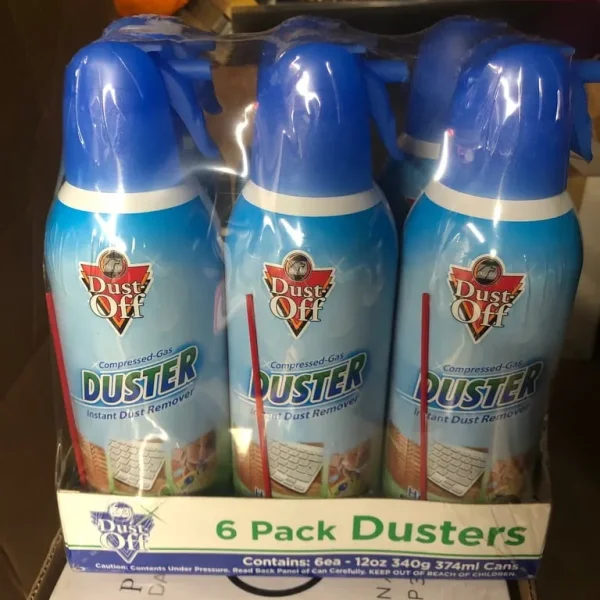 Dust-
Off
Compressed-Gas
DUSTER
Instant Dust Remover
Dust-
Off
Compressed-Gas
DUSTER
Instant Dust Remover
Dust-
Off
Compressed-Gas
DUSTER
Instant Dust Remover
Dust-
Off
6 Pack Dusters
Contains: 6ea - 12oz 340g 374ml Cans
Caution: Contents Under Pressure. Read Back Panel of Can Carefully. KEEP OUT OF REACH OF CHILDREN.